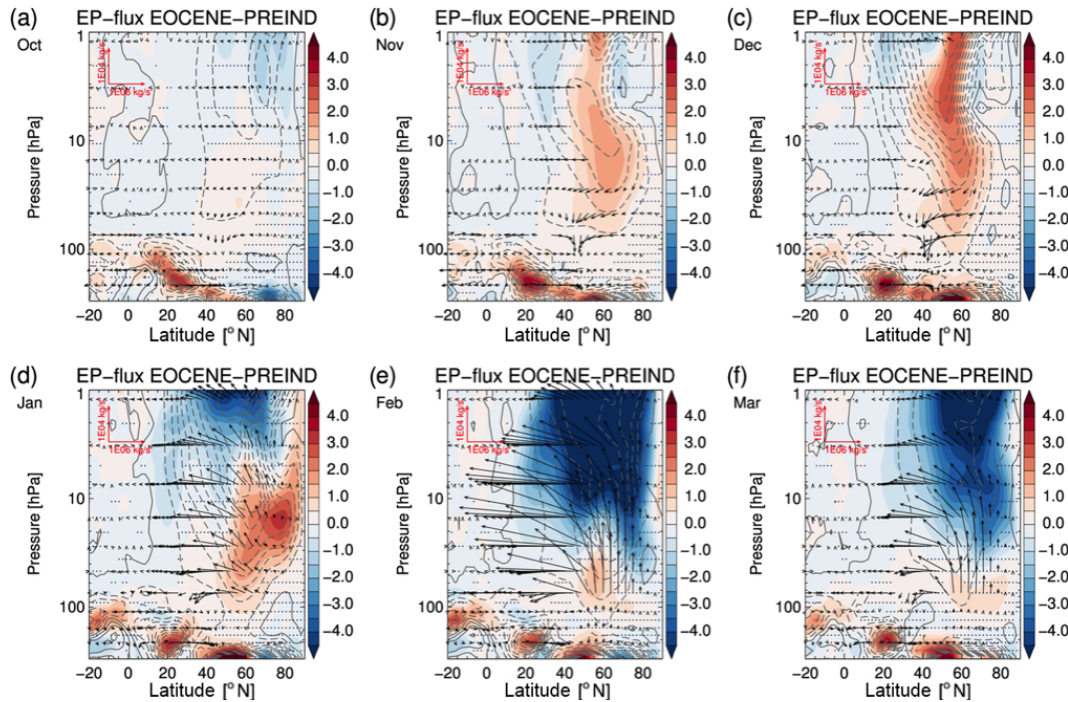 (a) EP-flux EOCENE-PREIND
Oct
1E04 kg/s
1E06 kg/s
Pressure [hPa]
1
10
100
-20 0 20 40 60 80
Latitude [°N]
4.0
3.0
2.0
1.0
0.0
-1.0
-2.0
-3.0
-4.0
(b) EP-flux EOCENE-PREIND
Nov
1E04 kg/s
1E06 kg/s
Pressure [hPa]
1
10
100
-20 0 20 40 60 80
Latitude [°N]
4.0
3.0
2.0
1.0
0.0
-1.0
-2.0
-3.0
-4.0
(c) EP-flux EOCENE-PREIND
Dec
1E04 kg/s
1E06 kg/s
Pressure [hPa]
1
10
100
-20 0 20 40 60 80
Latitude [°N]
4.0
3.0
2.0
1.0
0.0
-1.0
-2.0
-3.0
-4.0
(d) EP-flux EOCENE-PREIND
Jan
1E04 kg/s
1E06 kg/s
Pressure [hPa]
1
10
100
-20 0 20 40 60 80
Latitude [°N]
4.0
3.0
2.0
1.0
0.0
-1.0
-2.0
-3.0
-4.0
(e) EP-flux EOCENE-PREIND
Feb
1E04 kg/s
1E06 kg/s
Pressure [hPa]
1
10
100
-20 0 20 40 60 80
Latitude [°N]
4.0
3.0
2.0
1.0
0.0
-1.0
-2.0
-3.0
-4.0
(f) EP-flux EOCENE-PREIND
Mar
1E04 kg/s
1E06 kg/s
Pressure [hPa]
1
10
100
-20 0 20 40 60 80
Latitude [°N]
4.0
3.0
2.0
1.0
0.0
-1.0
-2.0
-3.0
-4.0